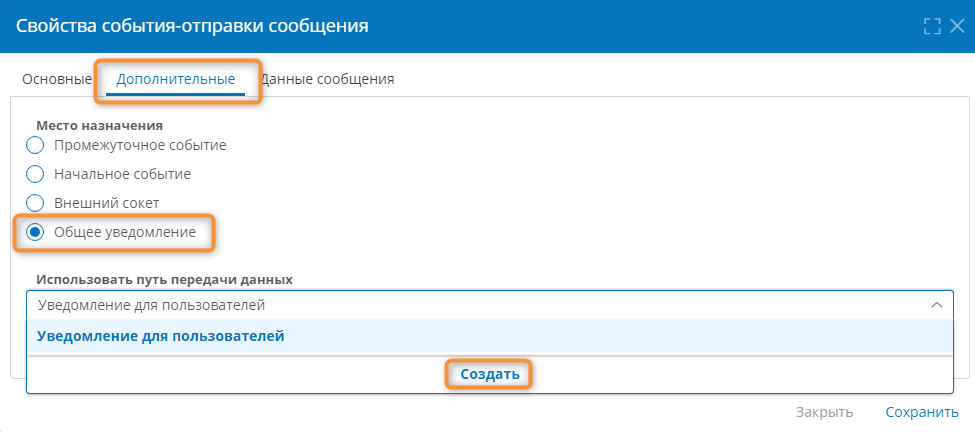 Свойства события-отправки сообщения
Основные Дополнительные Данные сообщения
Место назначения
Промежуточное событие
Начальное событие
Внешний сокет
Общее уведомление
Использовать путь передачи данных
Уведомление для пользователей
Уведомление для пользователей
Создать
Закрыть Сохранить